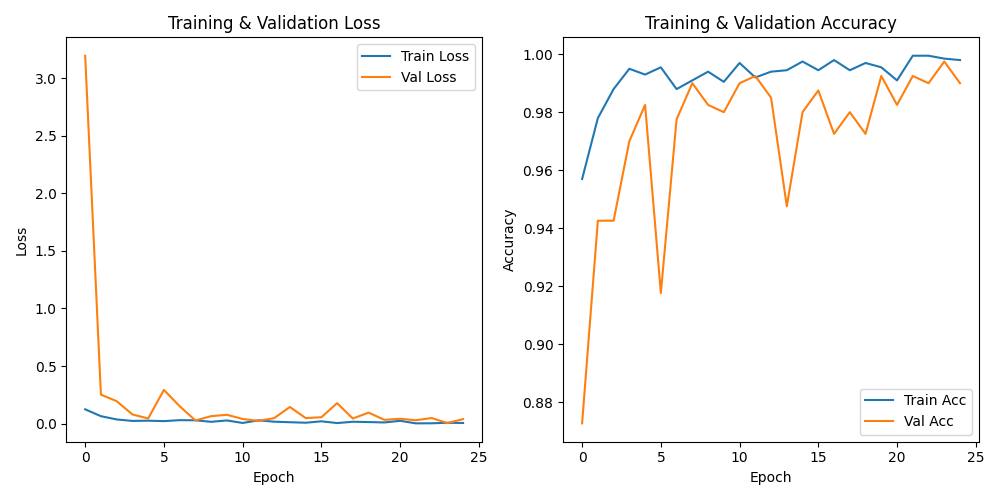 Training & Validation Loss
Train Loss
Val Loss
3.0
2.5
2.0
1.5
1.0
0.5
0.0
Loss
0
5
10
15
20
25
Epoch
Training & Validation Accuracy
1.00
0.98
0.96
0.94
0.92
0.90
0.88
Accuracy
Train Acc
Val Acc
0
5
10
15
20
25
Epoch